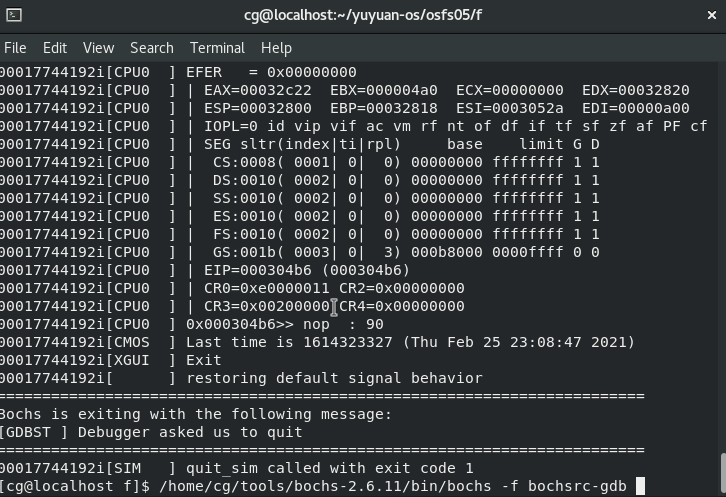 cg@localhost:~/yuyuan-os/osfs05/f
File Edit View Search Terminal Help
00017744192i[CPU0  ] EFER   = 0x00000000
00017744192i[CPU0  ] | EAX=00032c22  EBX=000004a0  ECX=00000000  EDX=00032820
00017744192i[CPU0  ] | ESP=00032800  EBP=00032818  ESI=0003052a  EDI=00000a00
00017744192i[CPU0  ] | IOPL=0 id vip vif ac vm rf nt of df if tf sf zf af PF cf
00017744192i[CPU0  ] | SEG sltr(index|ti|rpl)     base    limit G D
00017744192i[CPU0  ] |  CS:0008( 0001| 0|  0) 00000000 ffffffff 1 1
00017744192i[CPU0  ] |  DS:0010( 0002| 0|  0) 00000000 ffffffff 1 1
00017744192i[CPU0  ] |  SS:0010( 0002| 0|  0) 00000000 ffffffff 1 1
00017744192i[CPU0  ] |  ES:0010( 0002| 0|  0) 00000000 ffffffff 1 1
00017744192i[CPU0  ] |  FS:0010( 0002| 0|  0) 00000000 ffffffff 1 1
00017744192i[CPU0  ] |  GS:001b( 0003| 0|  3) 000b8000 0000ffff 0 0
00017744192i[CPU0  ] | EIP=000304b6 (000304b6)
00017744192i[CPU0  ] | CR0=0xe0000011 CR2=0x00000000
00017744192i[CPU0  ] | CR3=0x00200000 CR4=0x00000000
00017744192i[CPU0  ] 0x000304b6>> nop  : 90
00017744192i[CMOS  ] Last time is 1614323327 (Thu Feb 25 23:08:47 2021)
00017744192i[XGUI  ] Exit
00017744192i[      ] restoring default signal behavior
========================================================================
Bochs is exiting with the following message:
[GDBST ] Debugger asked us to quit
========================================================================
00017744192i[SIM   ] quit_sim called with exit code 1
[cg@localhost f]$ /home/cg/tools/bochs-2.6.11/bin/bochs -f bochsrc-gdb